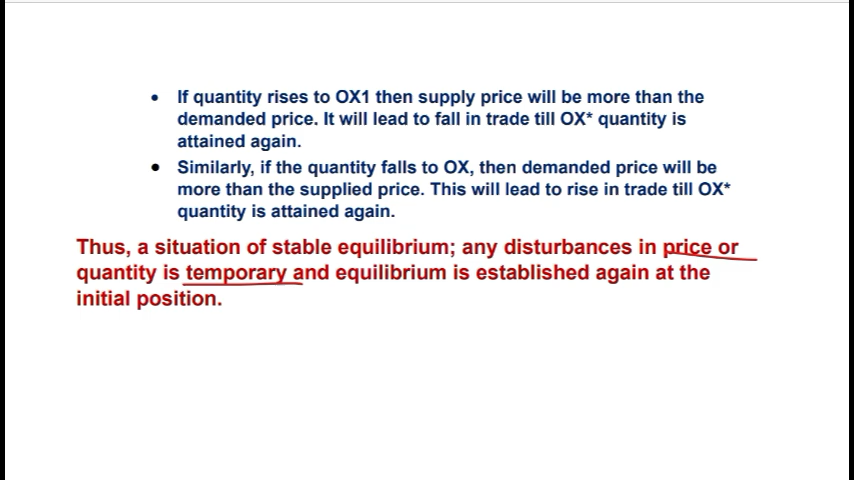 • If quantity rises to OX1 then supply price will be more than the
demanded price. It will lead to fall in trade till OX* quantity is
attained again.
• Similarly, if the quantity falls to OX, then demanded price will be
more than the supplied price. This will lead to rise in trade till OX*
quantity is attained again.
Thus, a situation of stable equilibrium; any disturbances in price or
quantity is temporary and equilibrium is established again at the
initial position.